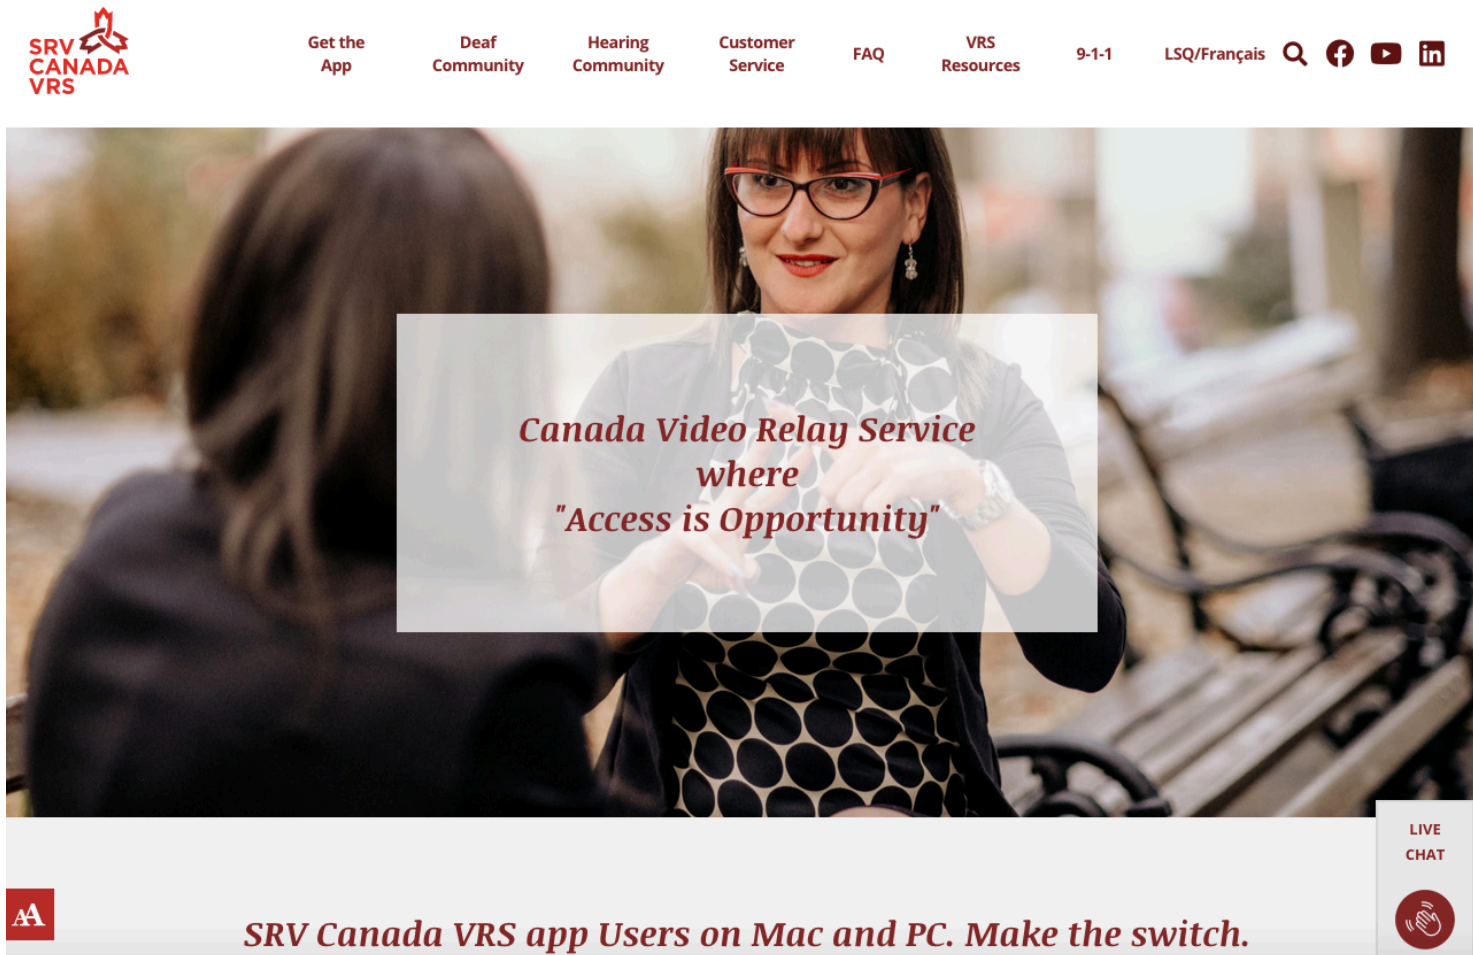 SRV
CANADA
VRS
Get the
App
Deaf
Community
Hearing
Community
Customer
Service
FAQ
VRS
Resources
9-1-1
LSQ/Français
Canada Video Relay Service
where
"Access is Opportunity"
LIVE
CHAT
AA
SRV Canada VRS app Users on Mac and PC. Make the switch.